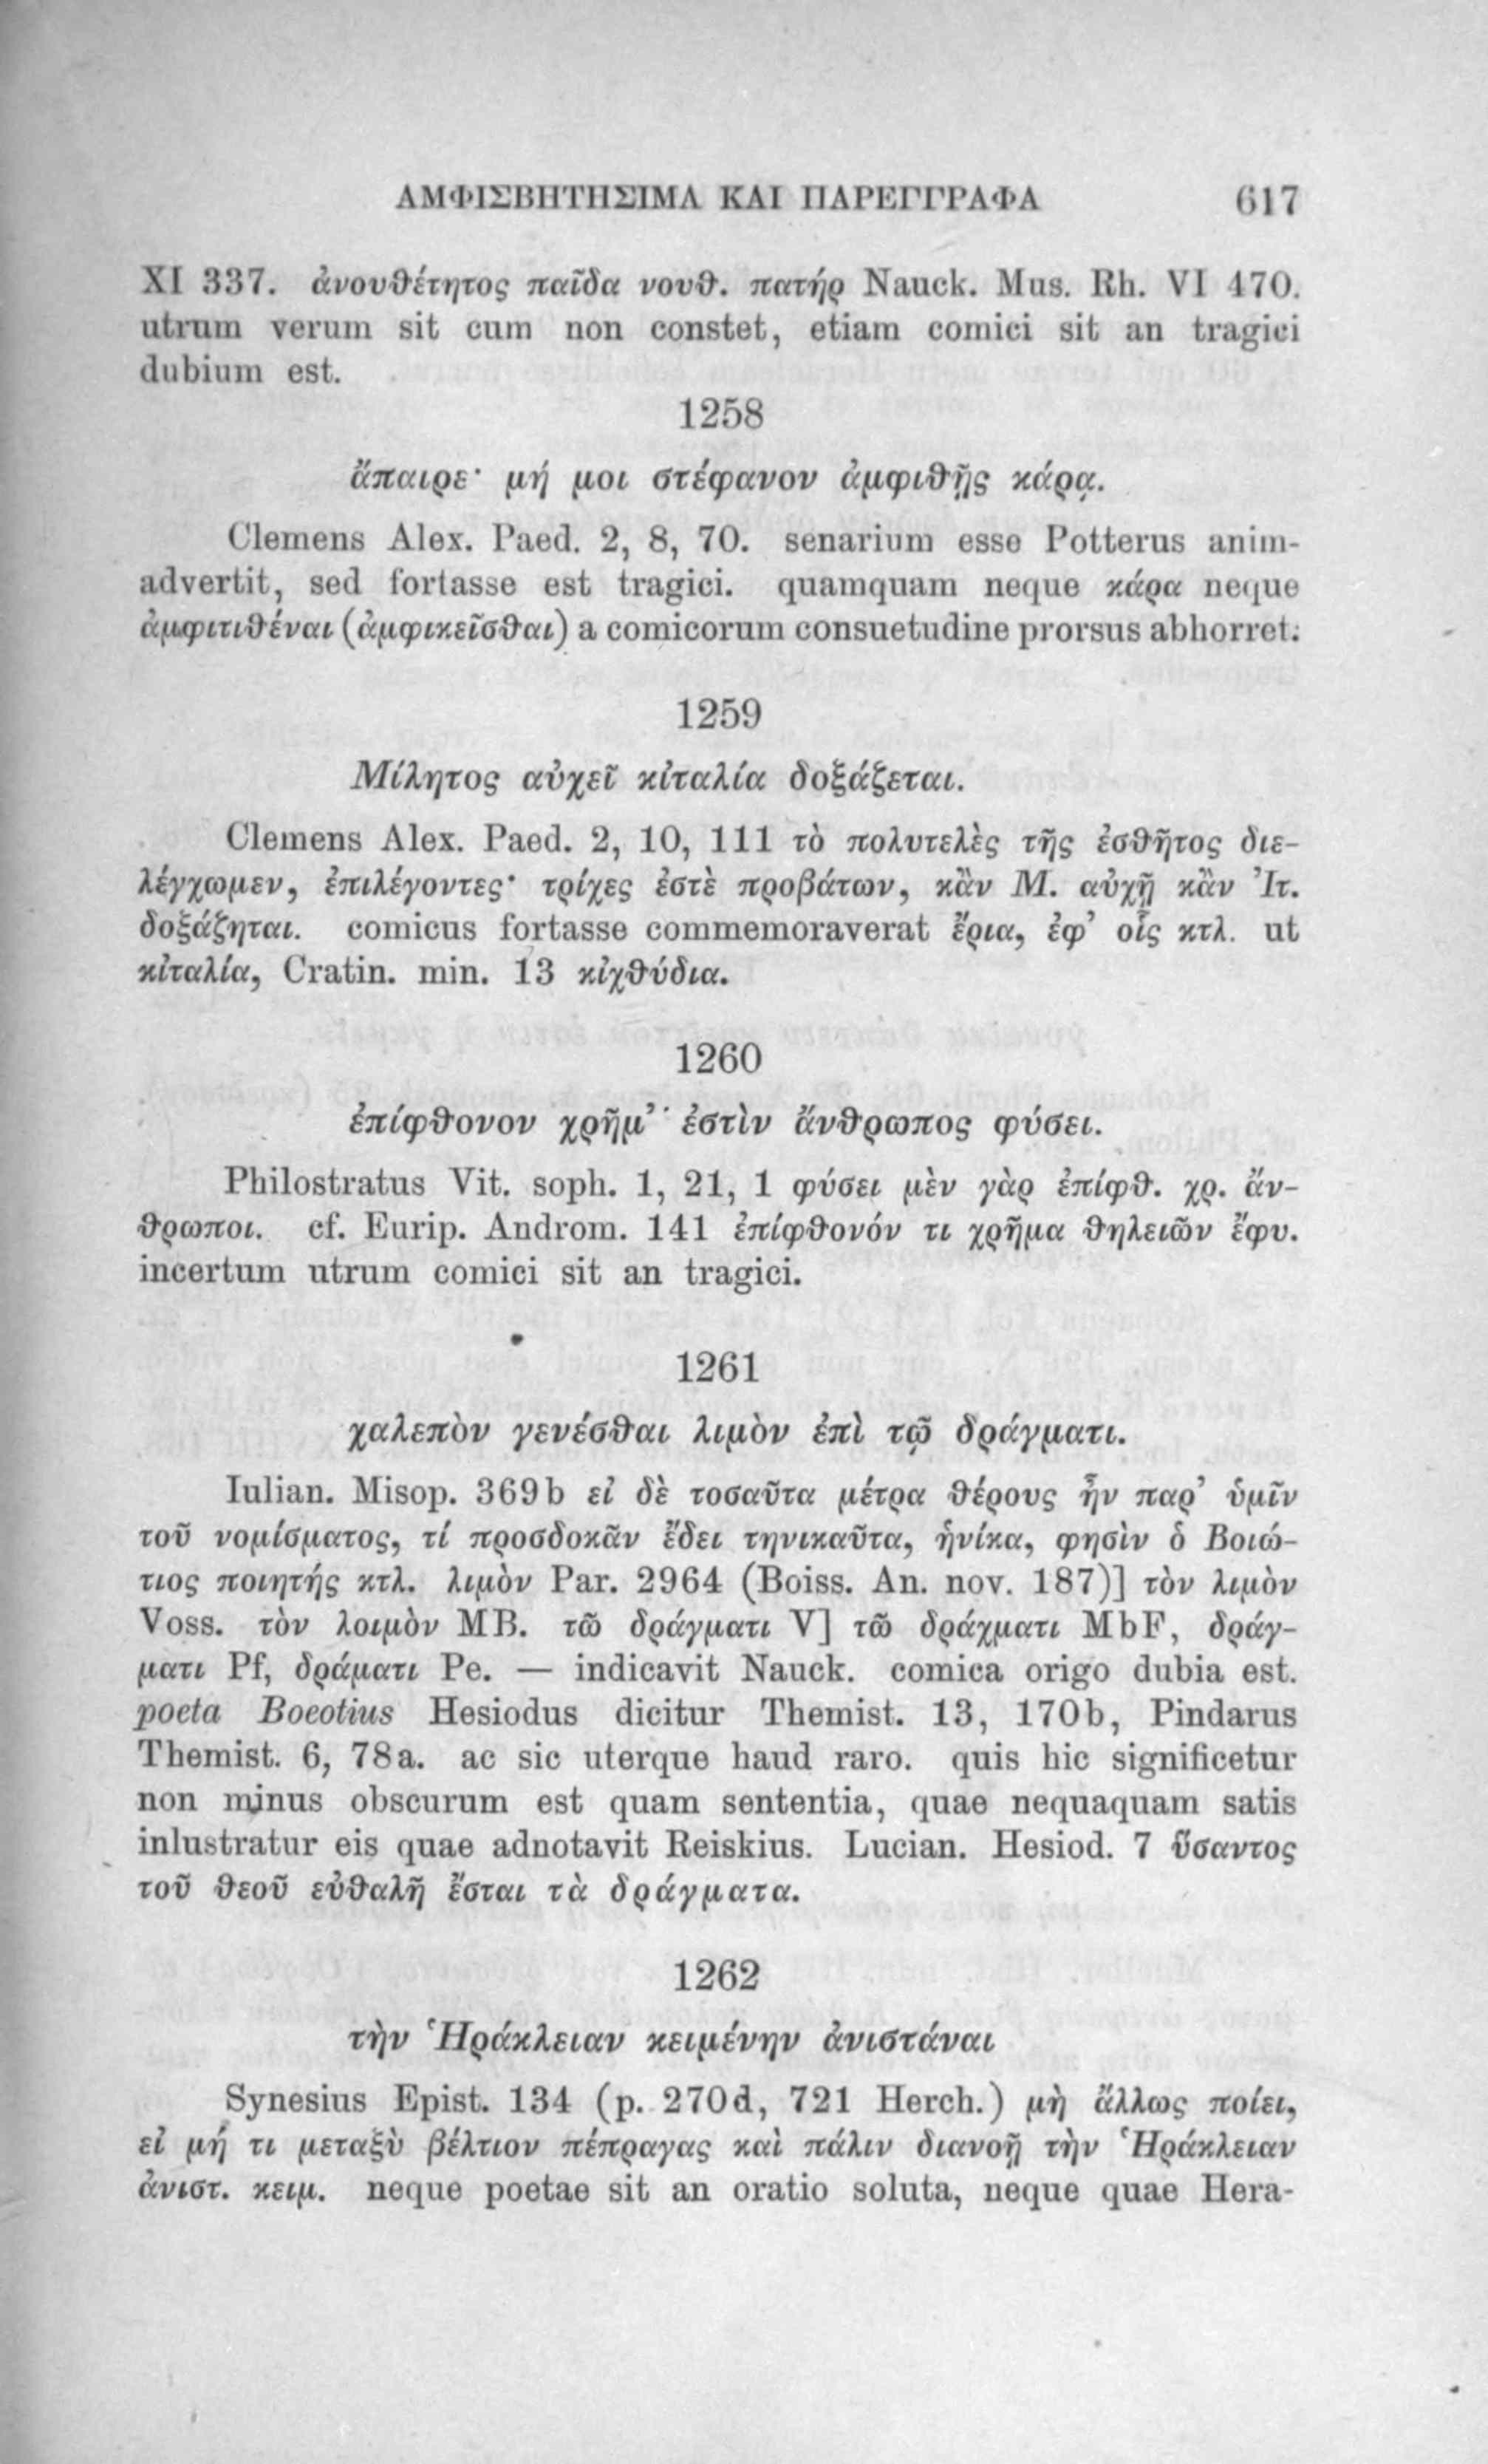 ΑΜΦΙΣΒΗΤΗΣΙΜΑ ΚΑΙ ΠΑΡΕΓΓΡΑΦΑ 617
XI 337. ἀνουθέτητος παῖδα νουθ. πατήρ Nauck. Mus. Rh. VI 470.
utrum verum sit cum non constet, etiam comici sit an tragici
dubium est.
1258
ἄπαιρε· μή μοι στέφανον ἀμφιθῇς κάρᾳ.
Clemens Alex. Paed. 2, 8, 70. senarium esse Potterus anim-
advertit, sed fortasse est tragici. quamquam neque κάρα neque
ἀμφιτιθέναι (ἀμφικεῖσθαι) a comicorum consuetudine prorsus abhorret.
1259
Μίλητος αὐχεῖ κἰταλία δοξάζεται.
Clemens Alex. Paed. 2, 10, 111 τὸ πολυτελὲς τῆς ἐσθῆτος διε-
λέγχωμεν, ἐπιλέγοντες· τρίχες ἐστὲ προβάτων, κἂν Μ. αὐχῇ κἂν Ἰτ.
δοξάζηται. comicus fortasse commemoraverat ἔρια, ἐφ’ οἷς κτλ. ut
κἰταλία, Cratin. min. 13 κἰχθύδια.
1260
ἐπίφθονον χρῆμ’ ἐστὶν ἄνθρωπος φύσει.
Philostratus Vit. soph. 1, 21, 1 φύσει μὲν γὰρ ἐπίφθ. χρ. ἄν-
θρωποι. cf. Eurip. Androm. 141 ἐπίφθονόν τι χρῆμα θηλειῶν ἔφυ.
incertum utrum comici sit an tragici.
1261
χαλεπὸν γενέσθαι λιμὸν ἐπὶ τῷ δράγματι.
Iulian. Misop. 369b εἰ δὲ τοσαῦτα μέτρα θέρους ἦν παρ’ ὑμῖν
τοῦ νομίσματος, τί προσδοκᾶν ἔδει τηνικαῦτα, ἡνίκα, φησὶν ὁ Βοιώ-
τιος ποιητής κτλ. λιμὸν Par. 2964 (Boiss. An. nov. 187)] τὸν λιμὸν
Voss. τὸν λοιμὸν MB. τῶ δράγματι V] τῶ δράχματι MbF, δράγ-
ματι Pf, δράματι Pe. — indicavit Nauck. comica origo dubia est.
poeta Boeotius Hesiodus dicitur Themist. 13, 170b, Pindarus
Themist. 6, 78a. ac sic uterque haud raro. quis hic significetur
non minus obscurum est quam sententia, quae nequaquam satis
inlustratur eis quae adnotavit Reiskius. Lucian. Hesiod. 7 ὕσαντος
τοῦ θεοῦ εὐθαλῆ ἔσται τὰ δράγματα.
1262
τὴν Ἡράκλειαν κειμένην ἀνιστάναι
Synesius Epist. 134 (p. 270d, 721 Herch.) μὴ ἄλλως ποίει,
εἰ μή τι μεταξὺ βέλτιον πέπραγας καὶ πάλιν διανοῇ τὴν Ἡράκλειαν
ἀνιστ. κειμ. neque poetae sit an oratio soluta, neque quae Hera-